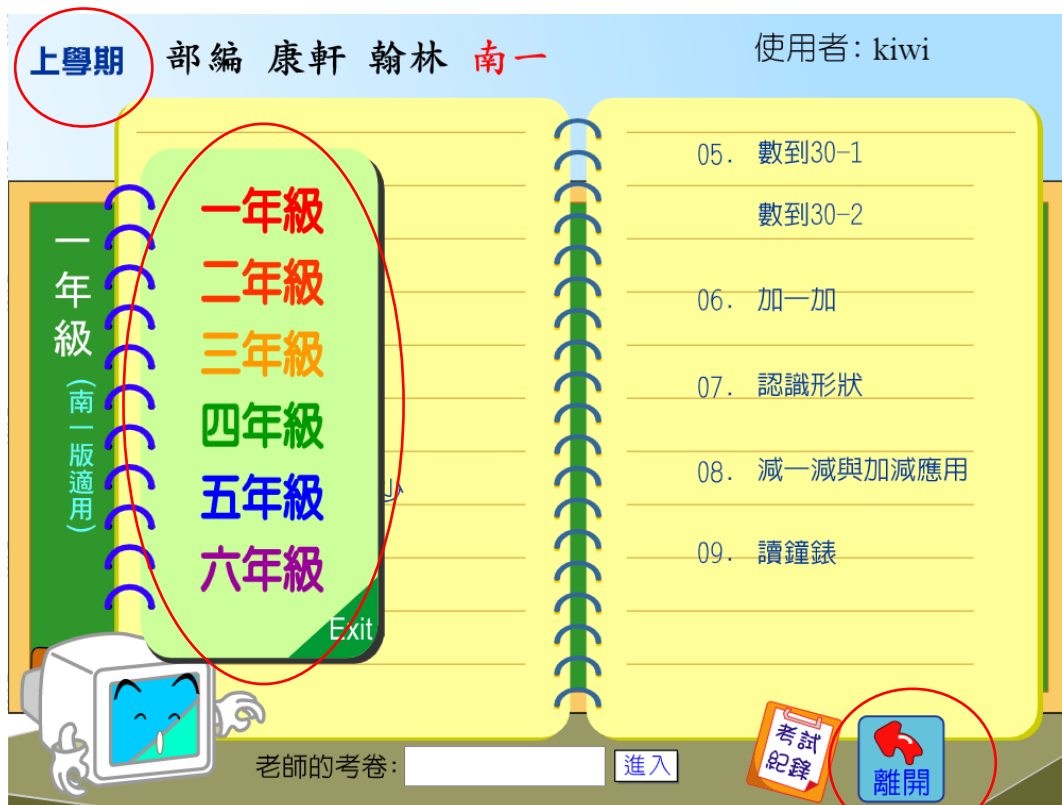 上學期 部編 康軒 翰林 南一 使用者: kiwi
一年級(南一版適用)
一年級
二年級
三年級
四年級
五年級
六年級
Exit
少
05. 數到30-1
數到30-2
06. 加一加
07. 認識形狀
08. 減一減與加減應用
09. 讀鐘錶
老師的考卷: 進入
考試
紀錄
離開